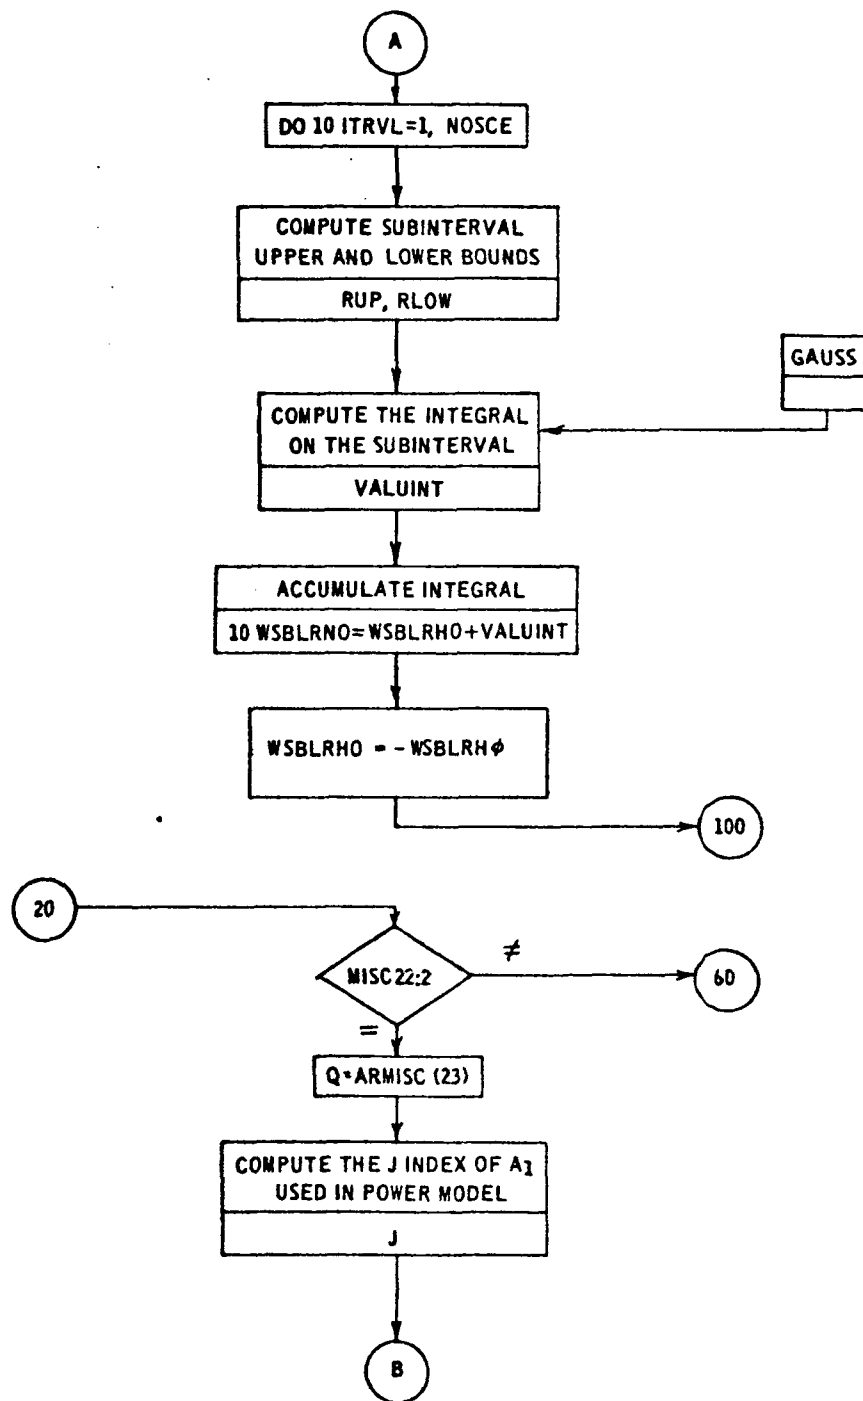 A
DO 10 ITRVL=1, NOSCE
COMPUTE SUBINTERVAL
UPPER AND LOWER BOUNDS
RUP, RLOW
GAUSS
COMPUTE THE INTEGRAL
ON THE SUBINTERVAL
VALUINT
ACCUMULATE INTEGRAL
10 WSBLRNO=WSBLRHO+VALUINT
WSBLRHO = -WSBLRHϕ
100
20
MISC22:2
≠
60
=
Q=ARMISC (23)
COMPUTE THE J INDEX OF A1
USED IN POWER MODEL
J
B